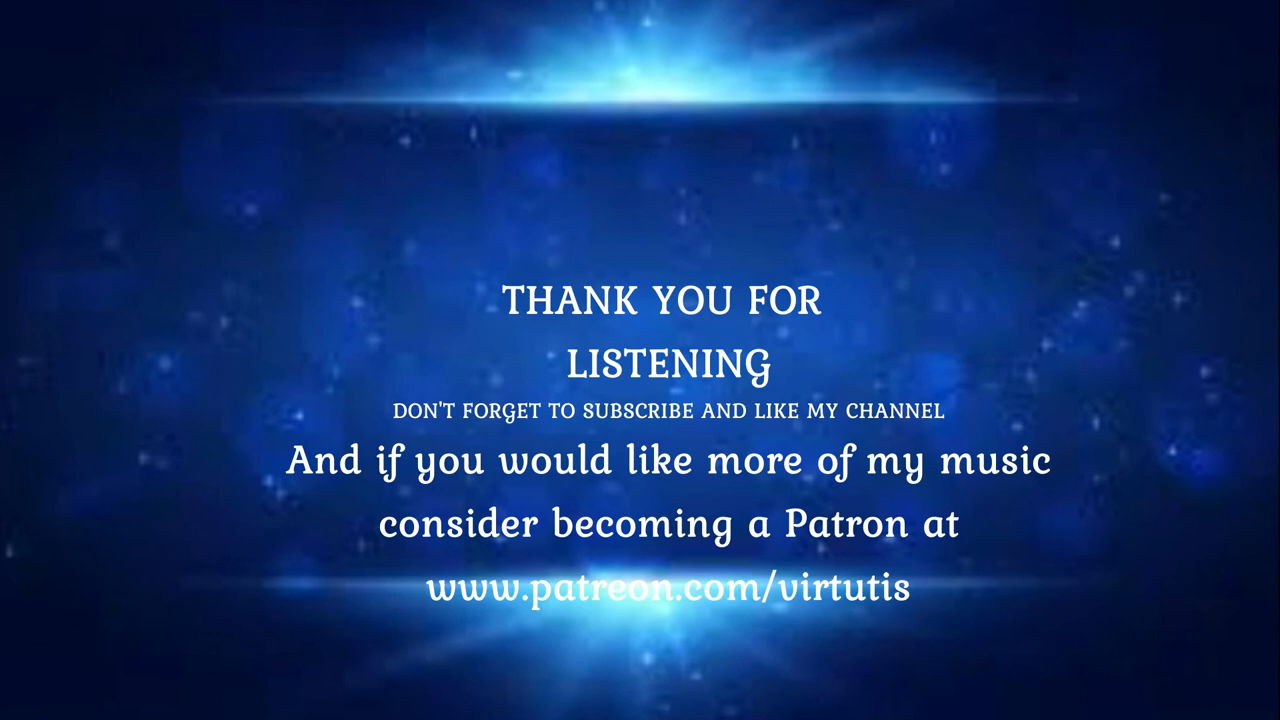 THANK YOU FOR
LISTENING
DON'T FORGET TO SUBSCRIBE AND LIKE MY CHANNEL
And if you would like more of my music
consider becoming a Patron at
www.patreon.com/virtutis